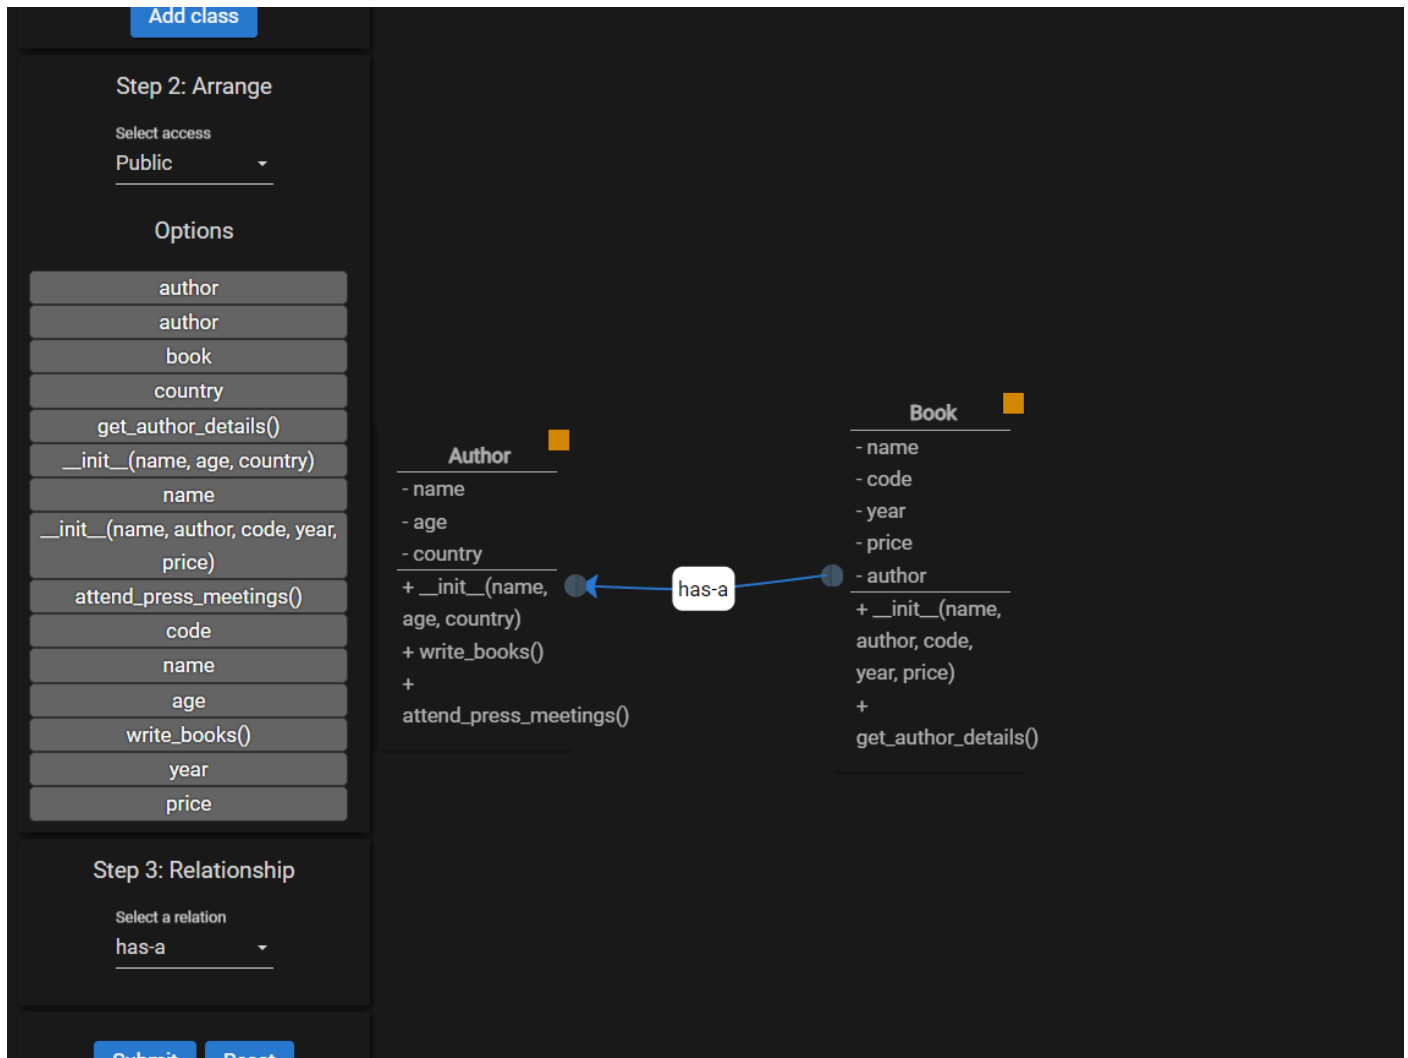 Add class
Step 2: Arrange
Select access
Public
Options
author
author
book
country
get_author_details()
__init__(name, age, country)
name
__init__(name, author, code, year,
price)
attend_press_meetings()
code
name
age
write_books()
year
price
Step 3: Relationship
Select a relation
has-a
Submit
Reset
Author
- name
- age
- country
+ __init__(name,
age, country)
+ write_books()
+
attend_press_meetings()
has-a
Book
- name
- code
- year
- price
- author
+ __init__(name,
author, code,
year, price)
+
get_author_details()